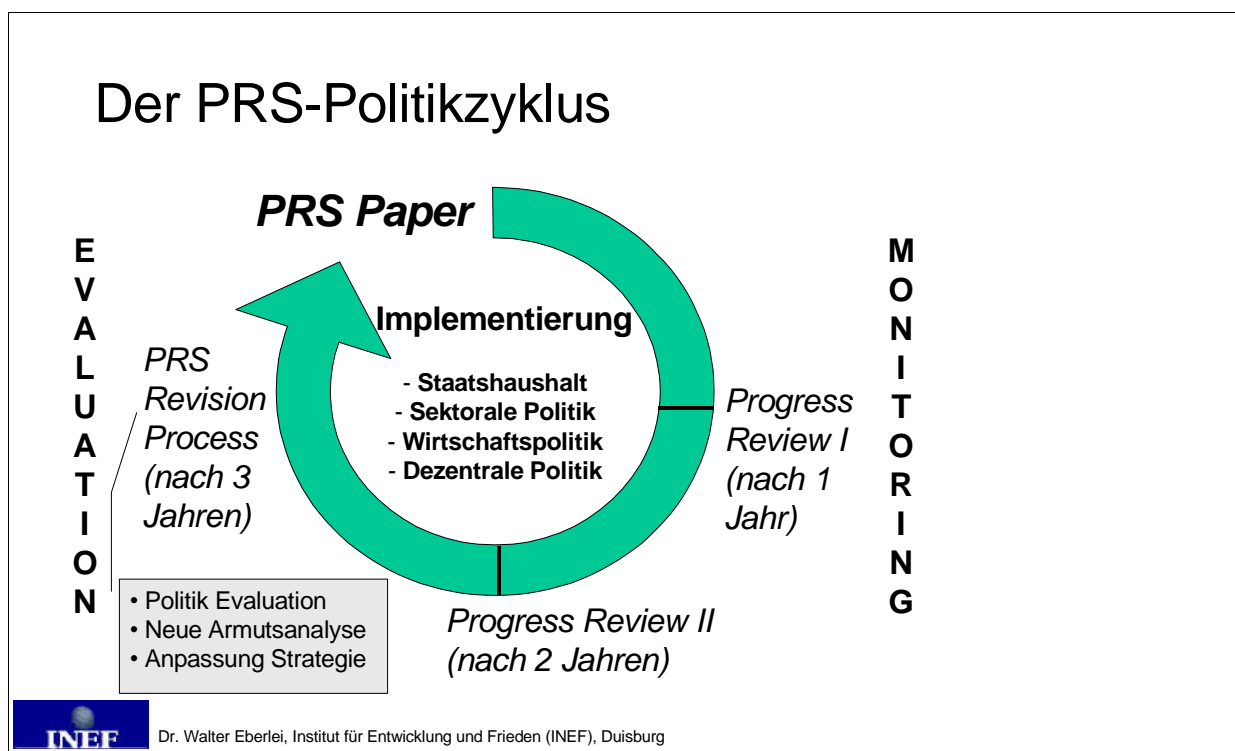 Der PRS-Politikzyklus
PRS Paper
EVALUATION
MONITORING
Implementierung
- Staatshaushalt
- Sektorale Politik
- Wirtschaftspolitik
- Dezentrale Politik
PRS
Revision
Process
(nach 3
Jahren)
Progress
Review I
(nach 1
Jahr)
• Politik Evaluation
• Neue Armutsanalyse
• Anpassung Strategie
Progress Review II
(nach 2 Jahren)
INEF
Dr. Walter Eberlei, Institut für Entwicklung und Frieden (INEF), Duisburg